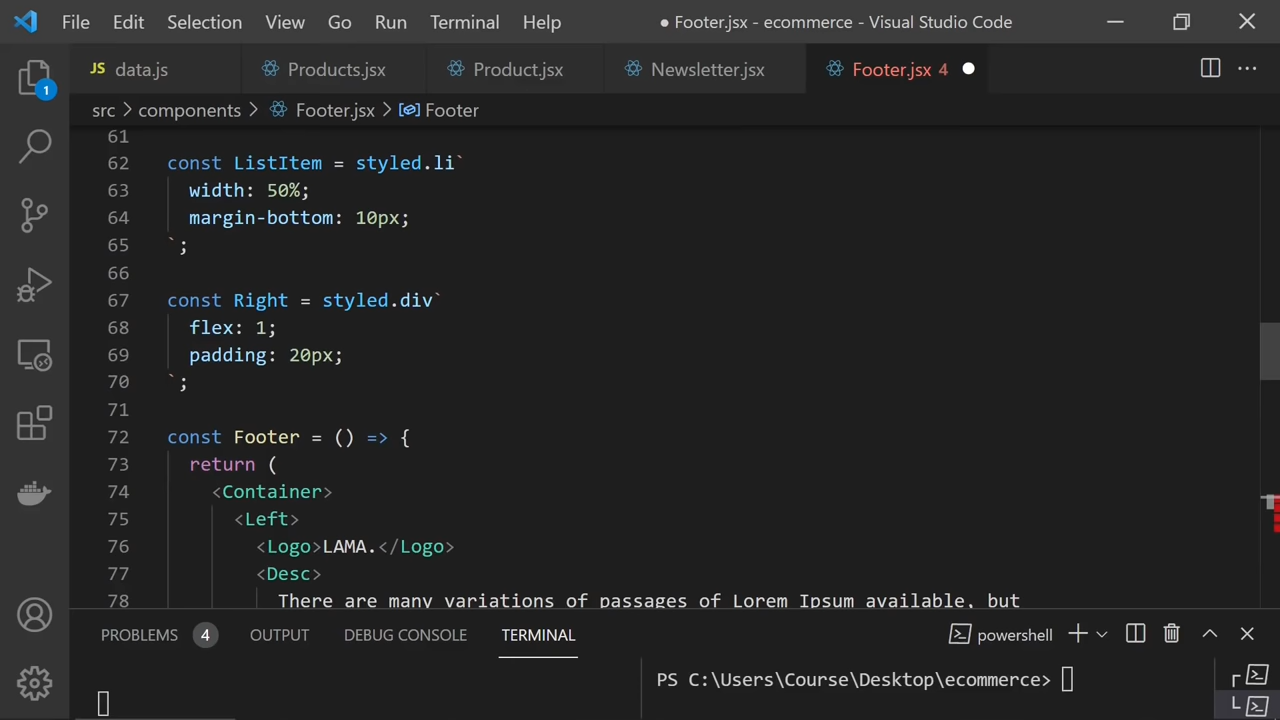 File Edit Selection View Go Run Terminal Help ● Footer.jsx - ecommerce - Visual Studio Code
JS data.js Products.jsx Product.jsx Newsletter.jsx Footer.jsx 4
1
src > components > Footer.jsx > Footer
61
62 const ListItem = styled.li`
63 width: 50%;
64 margin-bottom: 10px;
65 `;
66
67 const Right = styled.div`
68 flex: 1;
69 padding: 20px;
70 `;
71
72 const Footer = () => {
73 return (
74 <Container>
75 <Left>
76 <Logo>LAMA.</Logo>
77 <Desc>
78 There are many variations of passages of Lorem Ipsum available, but
PROBLEMS 4 OUTPUT DEBUG CONSOLE TERMINAL powershell
PS C:\Users\Course\Desktop\ecommerce>